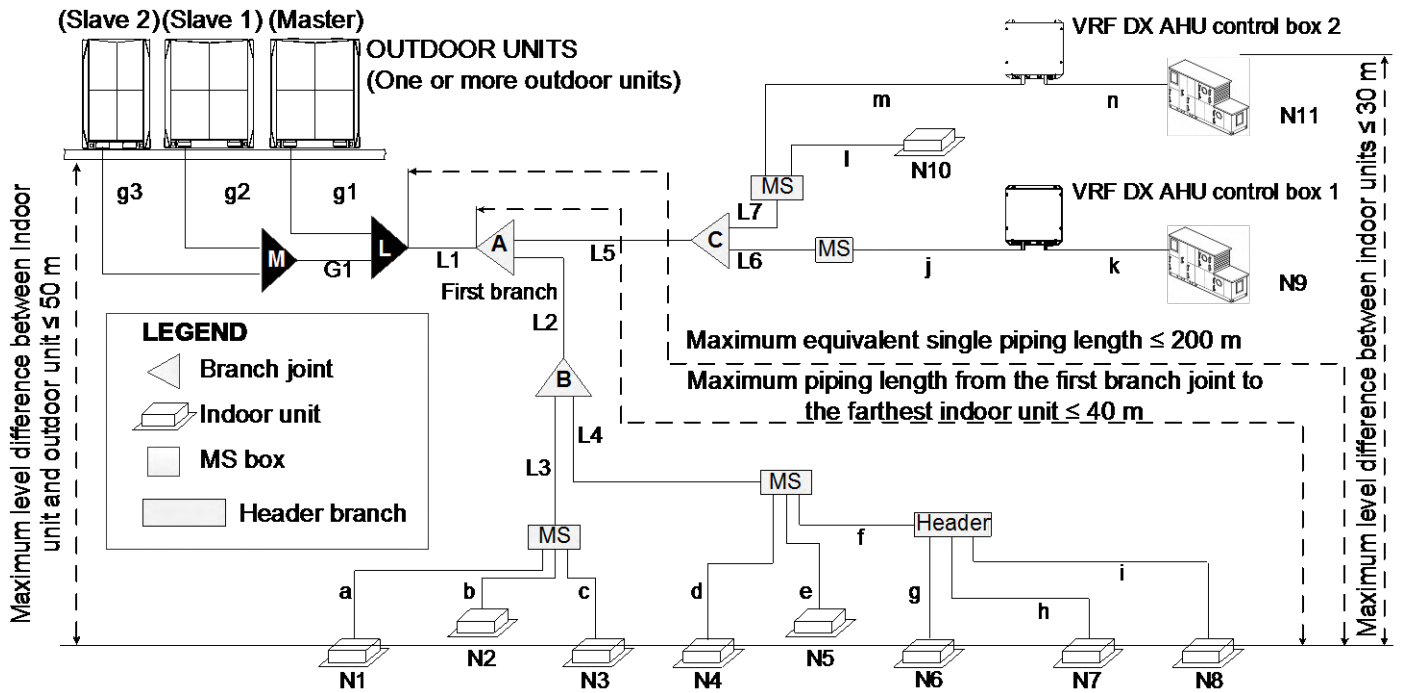 (Slave 2) (Slave 1) (Master)
OUTDOOR UNITS
(One or more outdoor units)
VRF DX AHU control box 2
m
n
N11
l
N10
MS
g3
g2
g1
L7
VRF DX AHU control box 1
M
L
A
C
G1
L1
L5
L6
MS
j
k
N9
First branch
L2
LEGEND
Branch joint
Indoor unit
MS box
Header branch
B
L3
L4
Maximum equivalent single piping length ≤ 200 m
Maximum piping length from the first branch joint to
the farthest indoor unit ≤ 40 m
MS
MS
f
Header
a
b
c
d
e
g
h
i
N1
N2
N3
N4
N5
N6
N7
N8
Maximum level difference between Indoor
unit and outdoor unit ≤ 50 m
Maximum level difference between indoor units ≤ 30 m